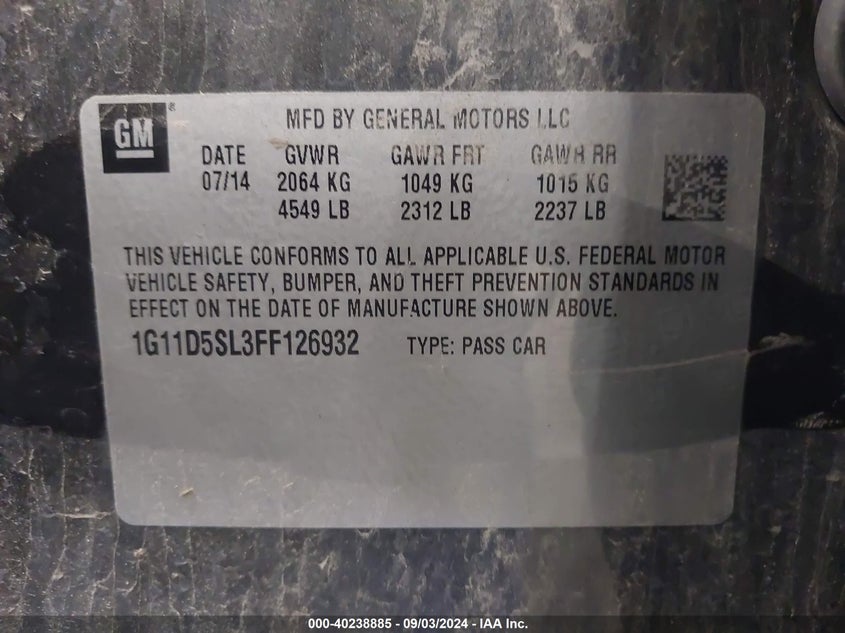 GM®
MFD BY GENERAL MOTORS LLC
DATE GVWR GAWR FRT GAWR RR
07/14 2064 KG 1049 KG 1015 KG
4549 LB 2312 LB 2237 LB
THIS VEHICLE CONFORMS TO ALL APPLICABLE U.S. FEDERAL MOTOR
VEHICLE SAFETY, BUMPER, AND THEFT PREVENTION STANDARDS IN
EFFECT ON THE DATE OF MANUFACTURE SHOWN ABOVE.
1G11D5SL3FF126932 TYPE: PASS CAR
000-40238885 - 09/03/2024 - IAA Inc.